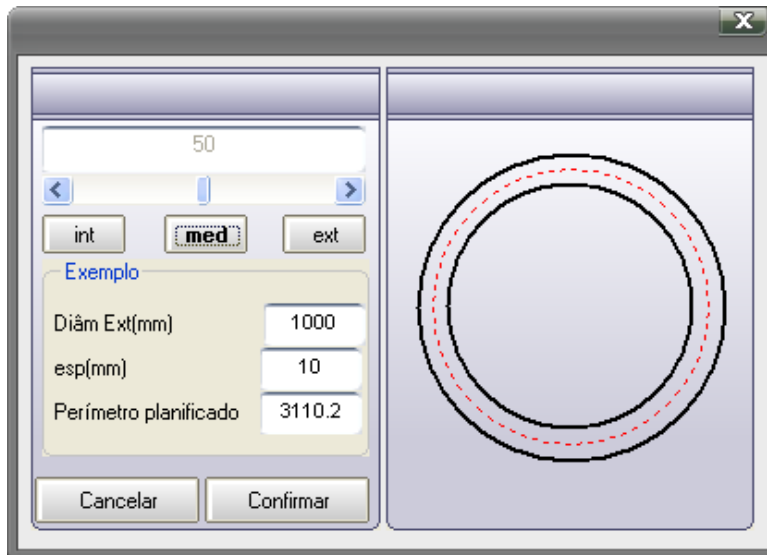 50
int med ext
Exemplo
Diâm Ext(mm) 1000
esp(mm) 10
Perímetro planificado 3110.2
Cancelar Confirmar